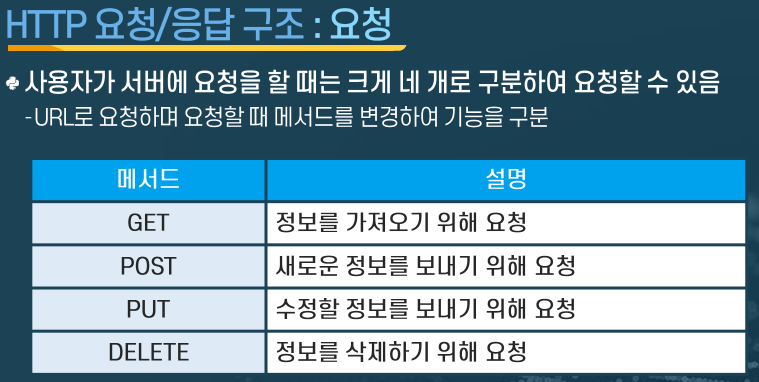 HTTP 요청/응답 구조 : 요청
사용자가 서버에 요청을 할 때는 크게 네 개로 구분하여 요청할 수 있음
-URL로 요청하며 요청할 때 메서드를 변경하여 기능을 구분
메서드 설명
GET 정보를 가져오기 위해 요청
POST 새로운 정보를 보내기 위해 요청
PUT 수정할 정보를 보내기 위해 요청
DELETE 정보를 삭제하기 위해 요청